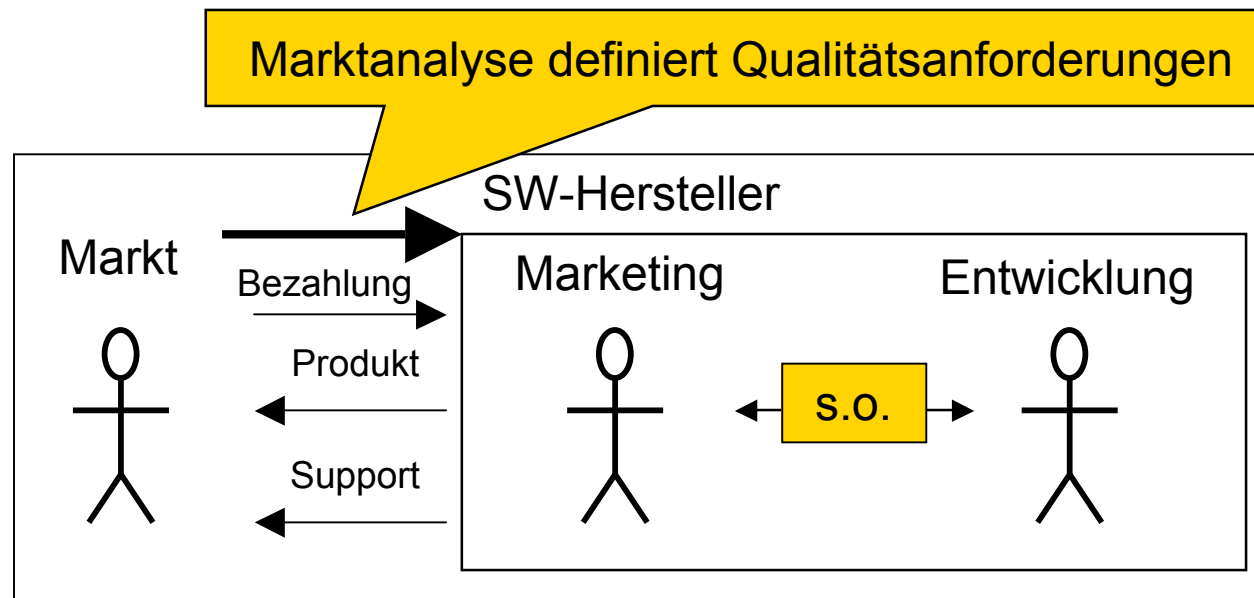 Marktanalyse definiert Qualitätsanforderungen
SW-Hersteller
Markt
Marketing
Entwicklung
Bezahlung
Produkt
s.o.
Support